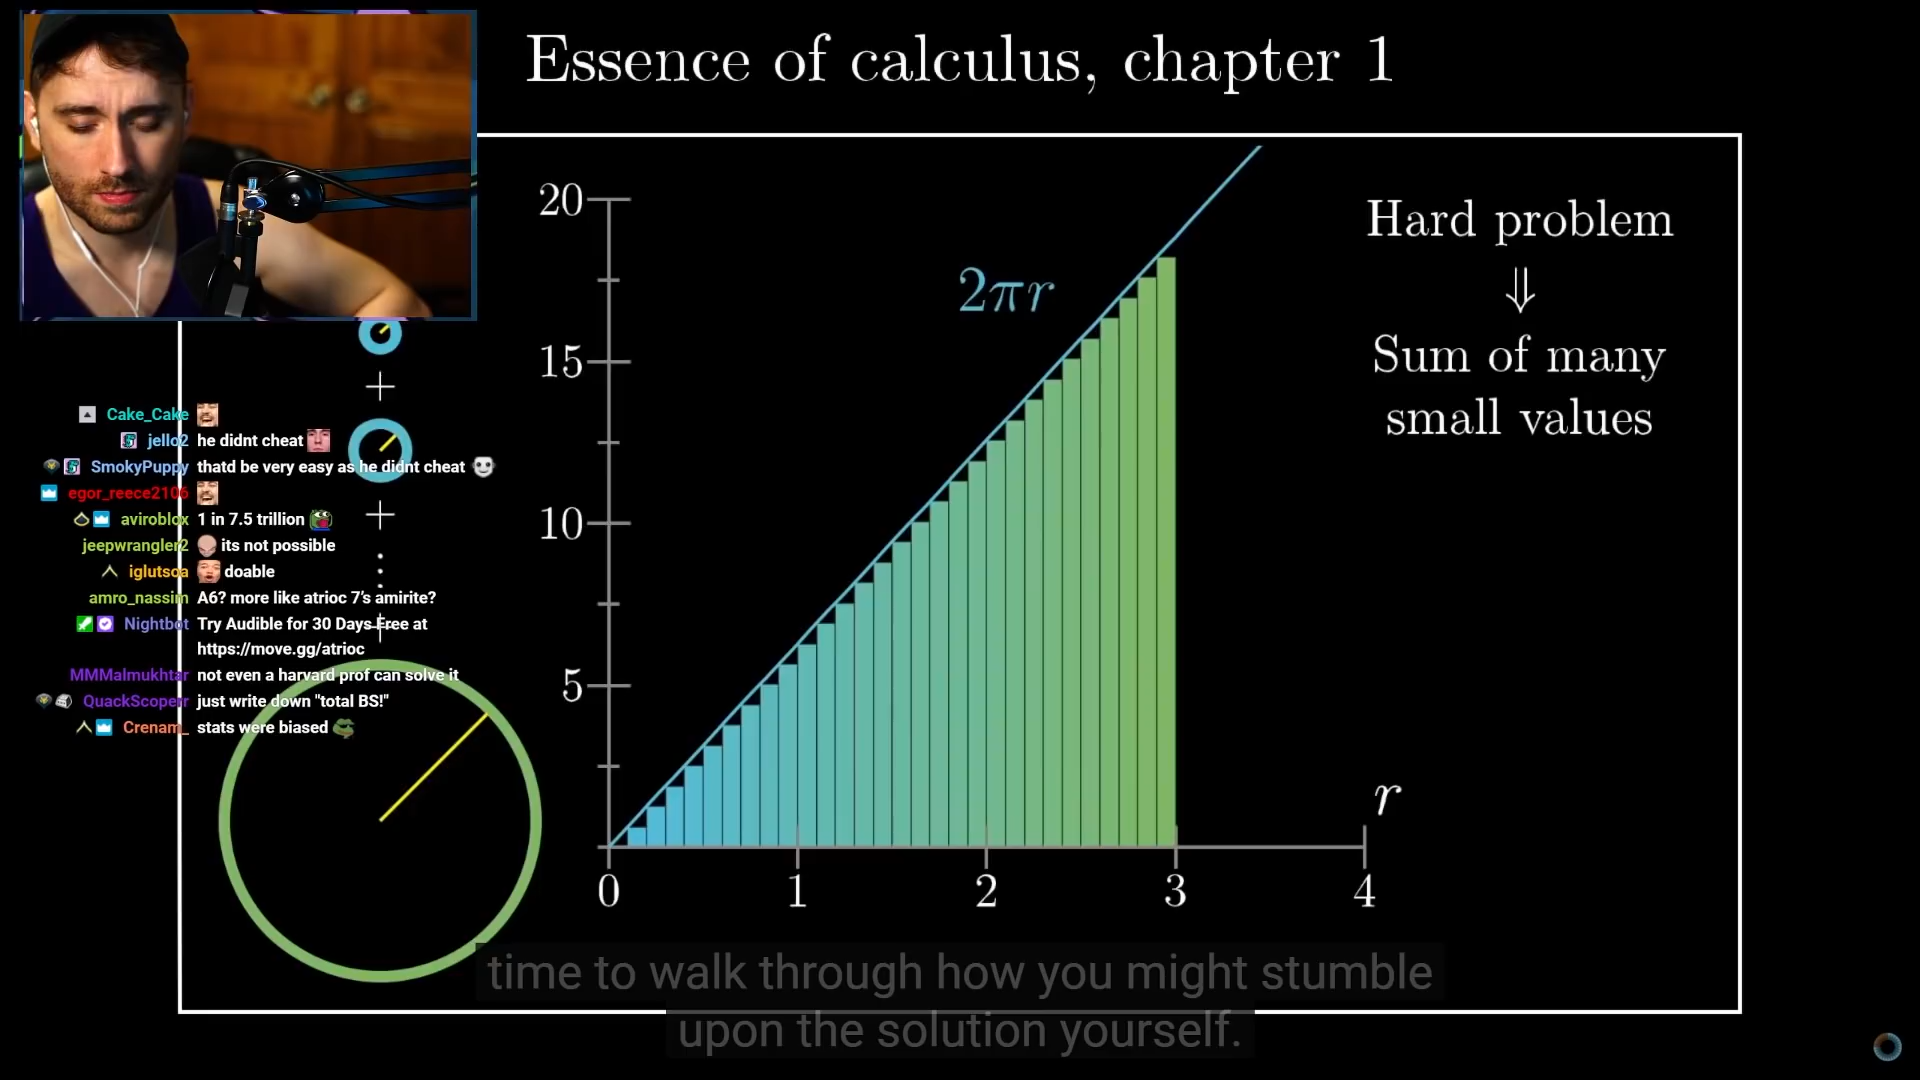 Essence of calculus, chapter 1
20
15
10
5
2πr
Hard problem
⇓
Sum of many
small values
r
0 1 2 3 4
+
+
⋮
+
Cake_Cake
jello2 he didnt cheat
SmokyPuppy thatd be very easy as he didnt cheat
egor_reece2106
aviroblox 1 in 7.5 trillion
jeepwrangler2 its not possible
iglutsoa doable
amro_nassim A6? more like atrioc 7's amirite?
Nightbot Try Audible for 30 Days Free at
https://move.gg/atrioc
MMMalmukhtar not even a harvard prof can solve it
QuackScoperr just write down "total BS!"
Crenam_ stats were biased
time to walk through how you might stumble
upon the solution yourself.